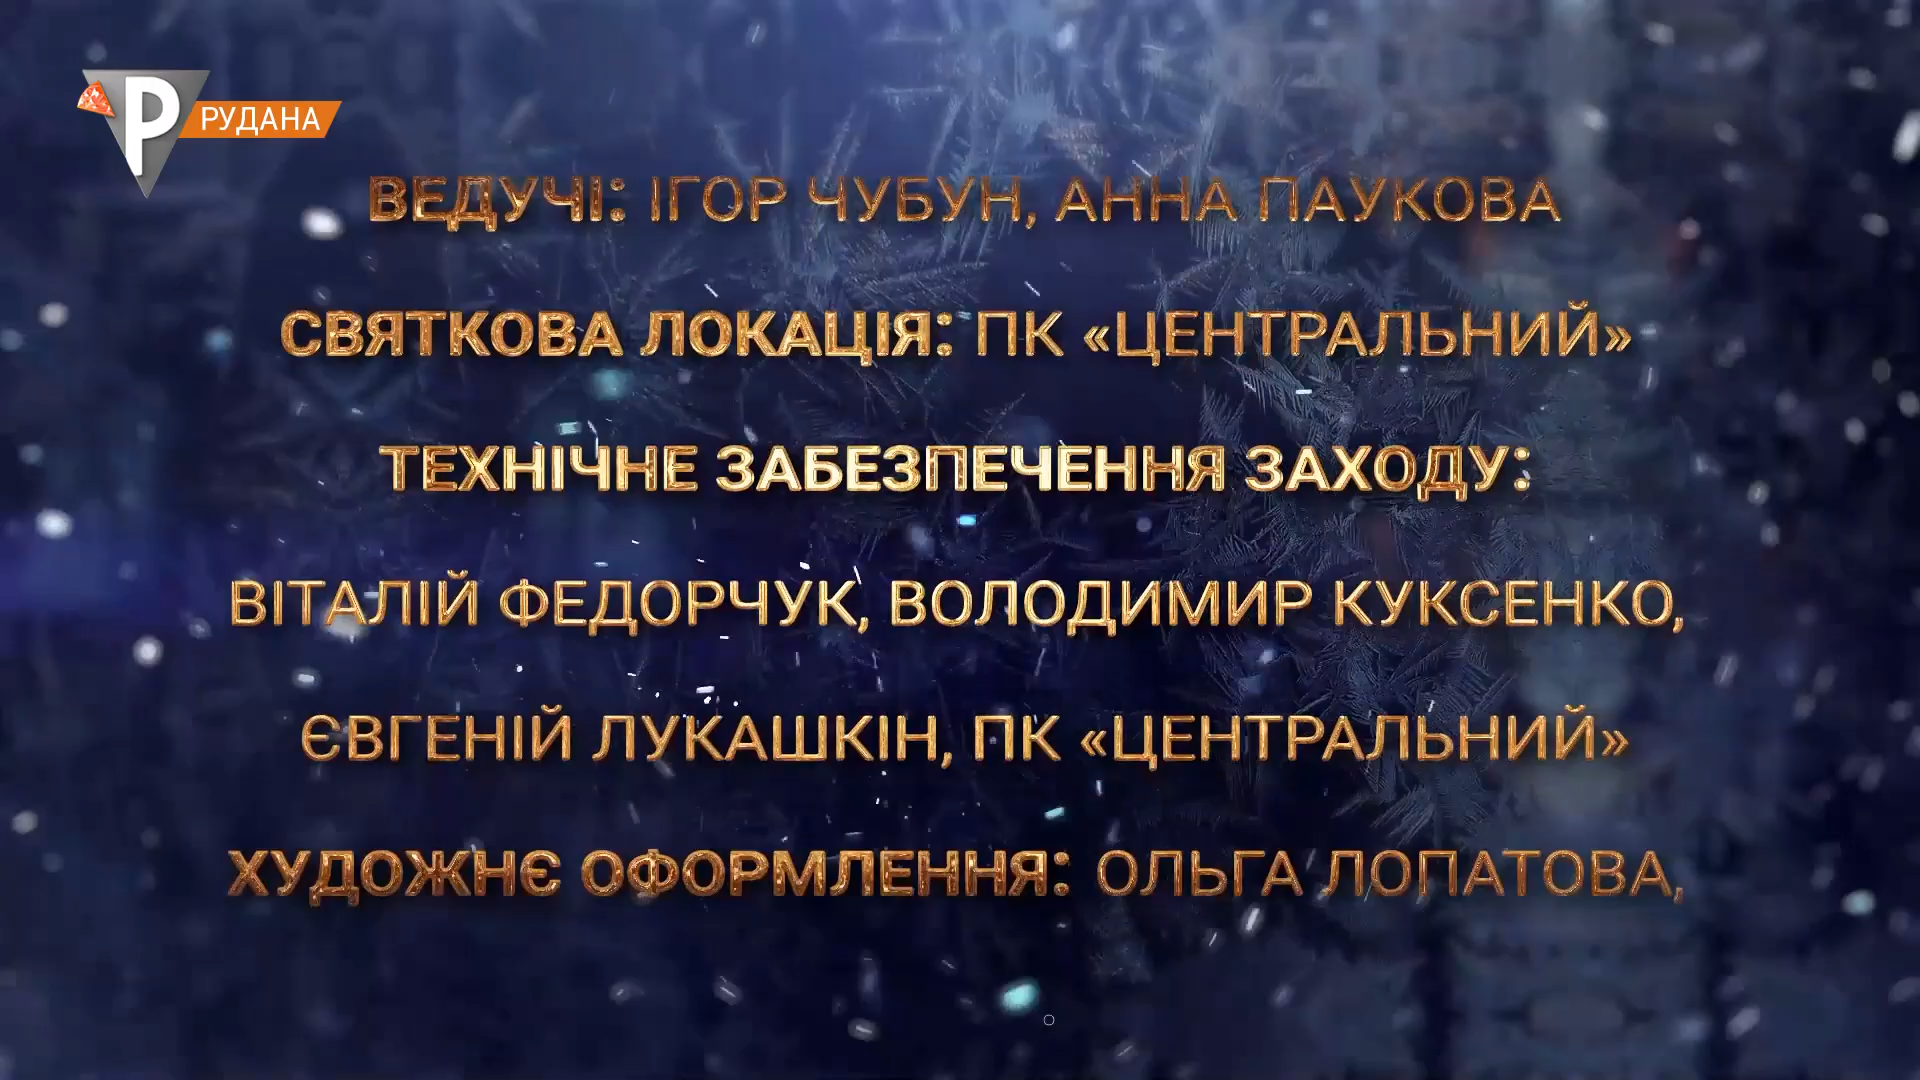 Р РУДАНА
ВЕДУЧІ: ІГОР ЧУБУН, АННА ПАУКОВА
СВЯТКОВА ЛОКАЦІЯ: ПК «ЦЕНТРАЛЬНИЙ»
ТЕХНІЧНЕ ЗАБЕЗПЕЧЕННЯ ЗАХОДУ:
ВІТАЛІЙ ФЕДОРЧУК, ВОЛОДИМИР КУКСЕНКО,
ЄВГЕНІЙ ЛУКАШКІН, ПК «ЦЕНТРАЛЬНИЙ»
ХУДОЖНЄ ОФОРМЛЕННЯ: ОЛЬГА ЛОПАТОВА,